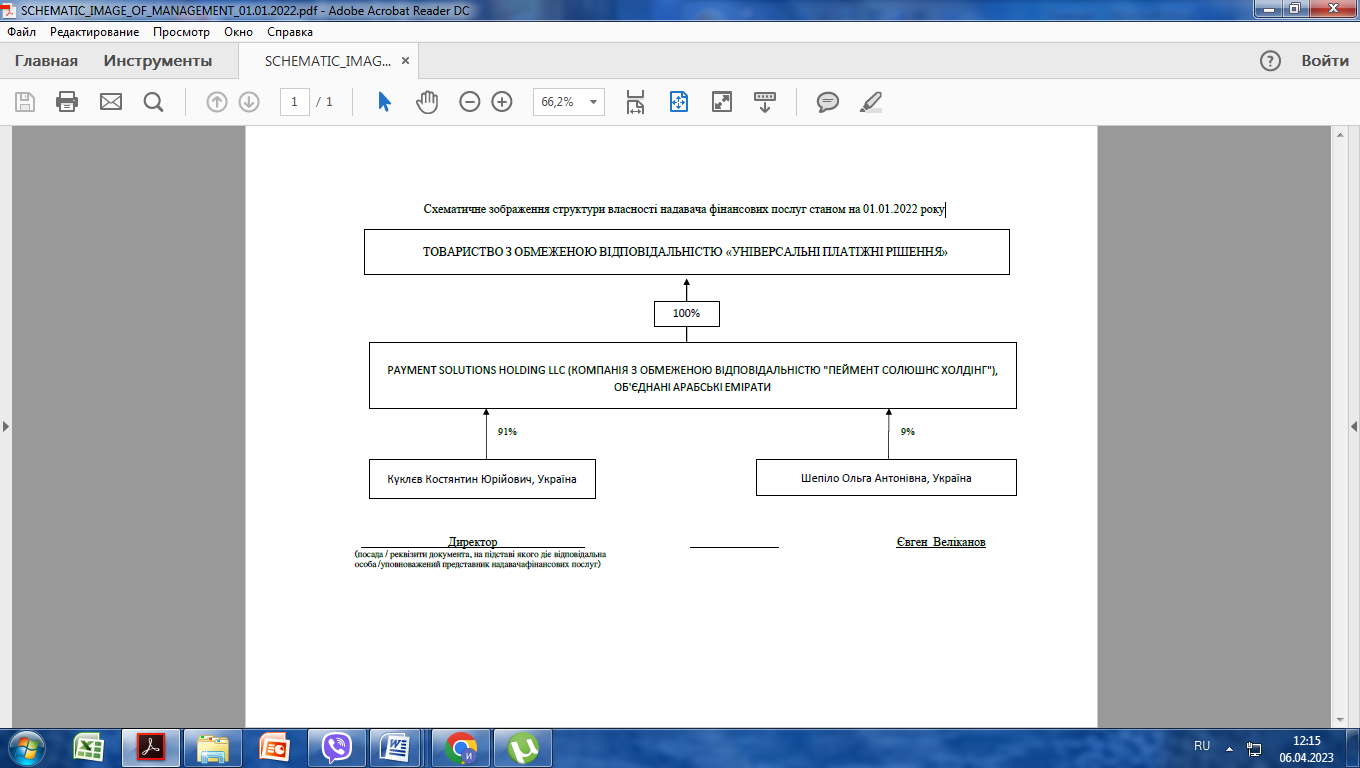 SCHEMATIC_IMAGE_OF_MANAGEMENT_01.01.2022.pdf - Adobe Acrobat Reader DC
Файл Редактирование Просмотр Окно Справка
Главная Инструменты SCHEMATIC_IMAG... × ? Войти
1 / 1 66,2%
Схематичне зображення структури власності надавача фінансових послуг станом на 01.01.2022 року
ТОВАРИСТВО З ОБМЕЖЕНОЮ ВІДПОВІДАЛЬНІСТЮ «УНІВЕРСАЛЬНІ ПЛАТІЖНІ РІШЕННЯ»
100%
PAYMENT SOLUTIONS HOLDING LLC (КОМПАНІЯ З ОБМЕЖЕНОЮ ВІДПОВІДАЛЬНІСТЮ "ПЕЙМЕНТ СОЛЮШНС ХОЛДІНГ"),
ОБ'ЄДНАНІ АРАБСЬКІ ЕМІРАТИ
91% 9%
Куклєв Костянтин Юрійович, Україна Шепіло Ольга Антонівна, Україна
Директор Євген Веліканов
(посада / реквізити документа, на підставі якого діє відповідальна
особа /уповноважений представник надавачафінансових послуг)
RU 12:15
06.04.2023